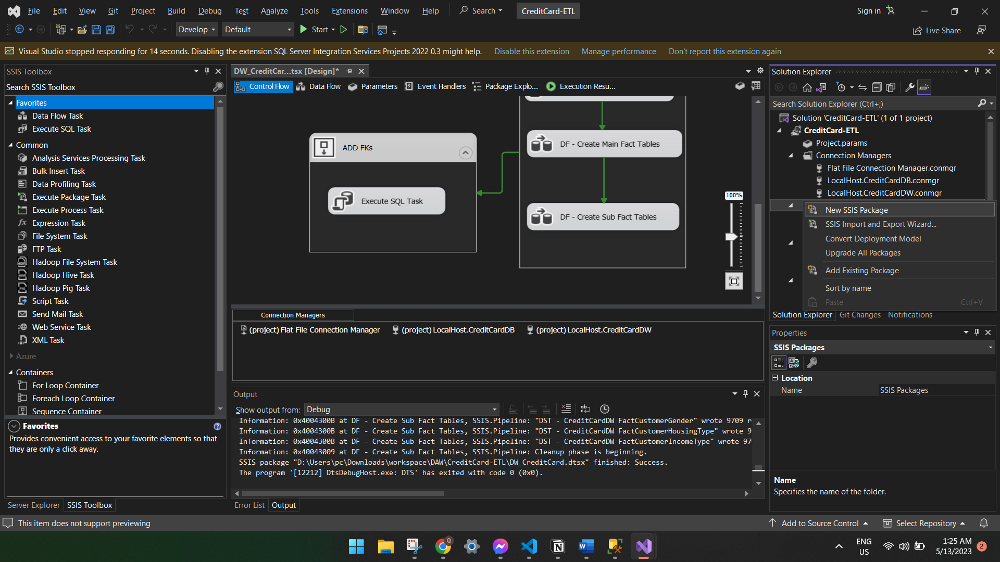 File Edit View Git Project Build Debug Test Analyze Tools Extensions Window Help Search CreditCard-ETL Sign in
Develop Default Start Live Share
Visual Studio stopped responding for 14 seconds. Disabling the extension SQL Server Integration Services Projects 2022 0.3 might help. Disable this extension Manage performance Don't report this extension again
SSIS Toolbox
Search SSIS Toolbox
Favorites
Data Flow Task
Execute SQL Task
Common
Analysis Services Processing Task
Bulk Insert Task
Data Profiling Task
Execute Package Task
Execute Process Task
Expression Task
File System Task
FTP Task
Hadoop File System Task
Hadoop Hive Task
Hadoop Pig Task
Script Task
Send Mail Task
Web Service Task
XML Task
Azure
Containers
For Loop Container
Foreach Loop Container
Sequence Container
Favorites
Provides convenient access to your favorite elements so that
they are only a click away.
Server Explorer SSIS Toolbox
DW_CreditCar...tsx [Design]*
Control Flow Data Flow Parameters Event Handlers Package Explo... Execution Resu...
ADD FKs
Execute SQL Task
DF - Create Main Fact Tables
DF - Create Sub Fact Tables
100%
Connection Managers
(project) Flat File Connection Manager (project) LocalHost.CreditCardDB (project) LocalHost.CreditCardDW
Output
Show output from: Debug
Information: 0x4004300B at DF - Create Sub Fact Tables, SSIS.Pipeline: "DST - CreditCardDW FactCustomerGender" wrote 9709 r
Information: 0x4004300B at DF - Create Sub Fact Tables, SSIS.Pipeline: "DST - CreditCardDW FactCustomerHousingType" wrote 9
Information: 0x4004300B at DF - Create Sub Fact Tables, SSIS.Pipeline: "DST - CreditCardDW FactCustomerIncomeType" wrote 97
Information: 0x40043009 at DF - Create Sub Fact Tables, SSIS.Pipeline: Cleanup phase is beginning.
SSIS package "D:\Users\pc\Downloads\workspace\DAW\CreditCard-ETL\DW_CreditCard.dtsx" finished: Success.
The program '[12212] DtsDebugHost.exe: DTS' has exited with code 0 (0x0).
Error List Output
Solution Explorer
Search Solution Explorer (Ctrl+;)
Solution 'CreditCard-ETL' (1 of 1 project)
CreditCard-ETL
Project.params
Connection Managers
Flat File Connection Manager.conmgr
LocalHost.CreditCardDB.conmgr
LocalHost.CreditCardDW.conmgr
New SSIS Package
SSIS Import and Export Wizard...
Convert Deployment Model
Upgrade All Packages
Add Existing Package
Sort by name
Paste Ctrl+V
Solution Explorer Git Changes Notifications
Properties
SSIS Packages
Location
Name SSIS Packages
Name
Specifies the name of the folder.
This item does not support previewing Add to Source Control Select Repository
ENG
US
1:25 AM
5/13/2023
2